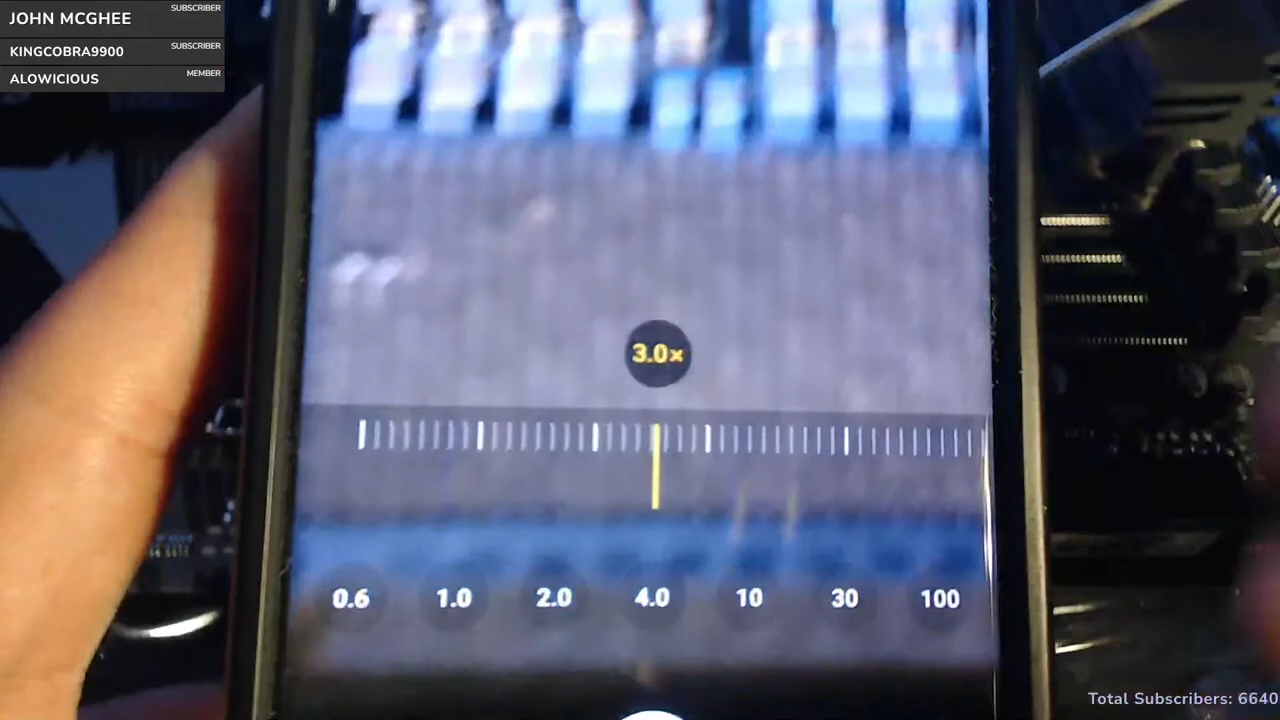 JOHN MCGHEE
SUBSCRIBER
KINGCOBRA9900
SUBSCRIBER
ALOWICIOUS
MEMBER
3.0×
0.6 1.0 2.0 4.0 10 30 100
Total Subscribers: 6640